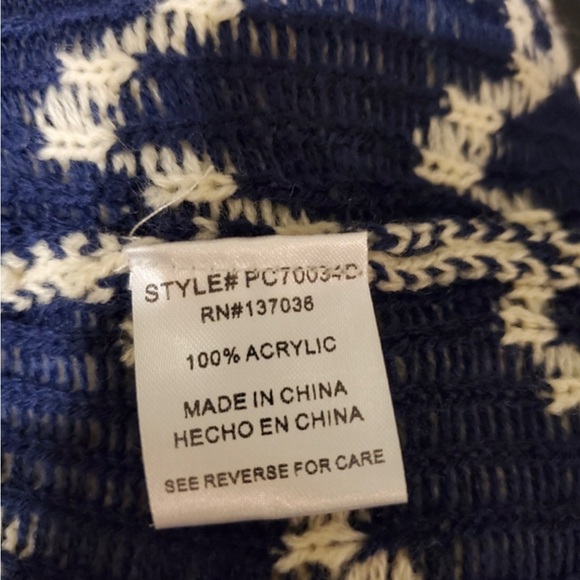 STYLE# PC70034D
RN#137036
100% ACRYLIC
MADE IN CHINA
HECHO EN CHINA
SEE REVERSE FOR CARE